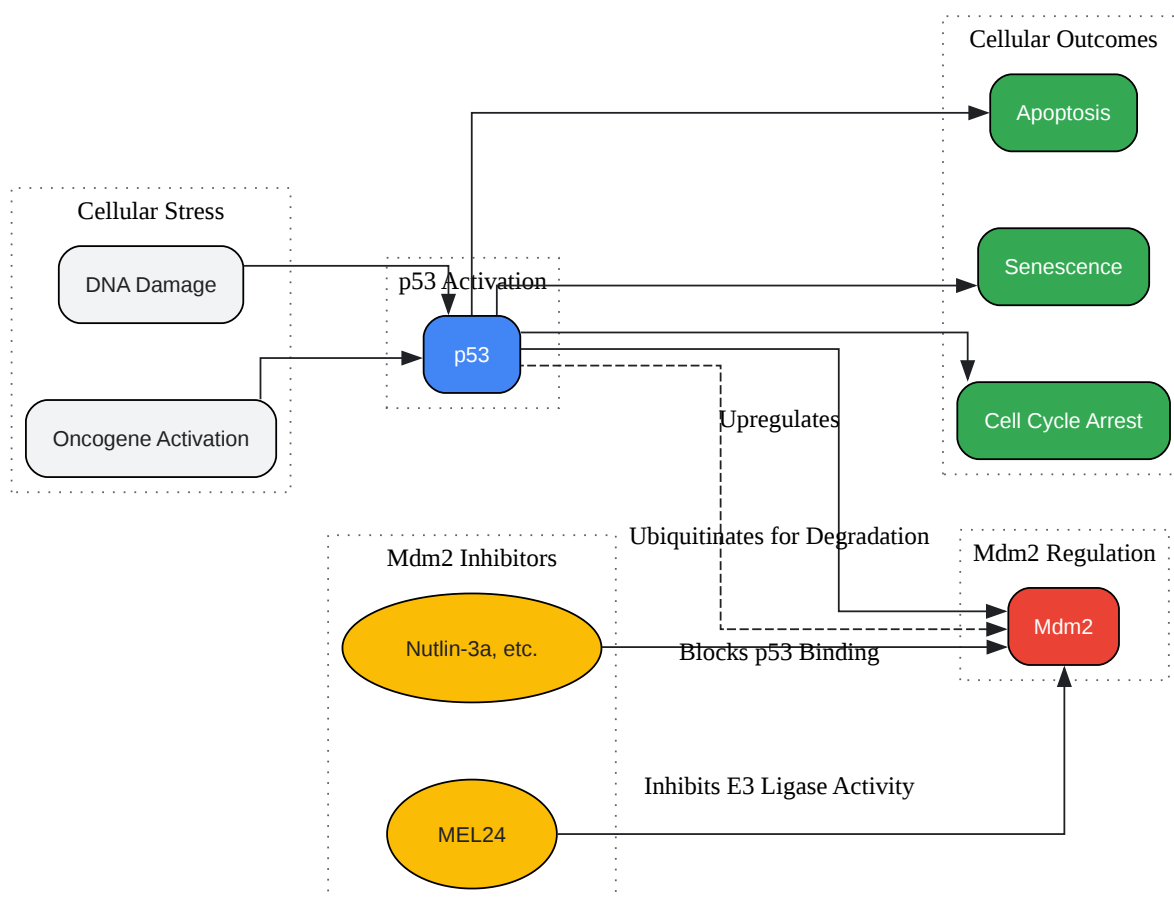 Cellular Outcomes
Apoptosis
Cellular Stress
Senescence
DNA Damage
p53 Activation
p53
Upregulates
Cell Cycle Arrest
Oncogene Activation
Ubiquitinates for Degradation
Mdm2 Inhibitors
Mdm2 Regulation
Mdm2
Nutlin-3a, etc.
Blocks p53 Binding
Inhibits E3 Ligase Activity
MEL24